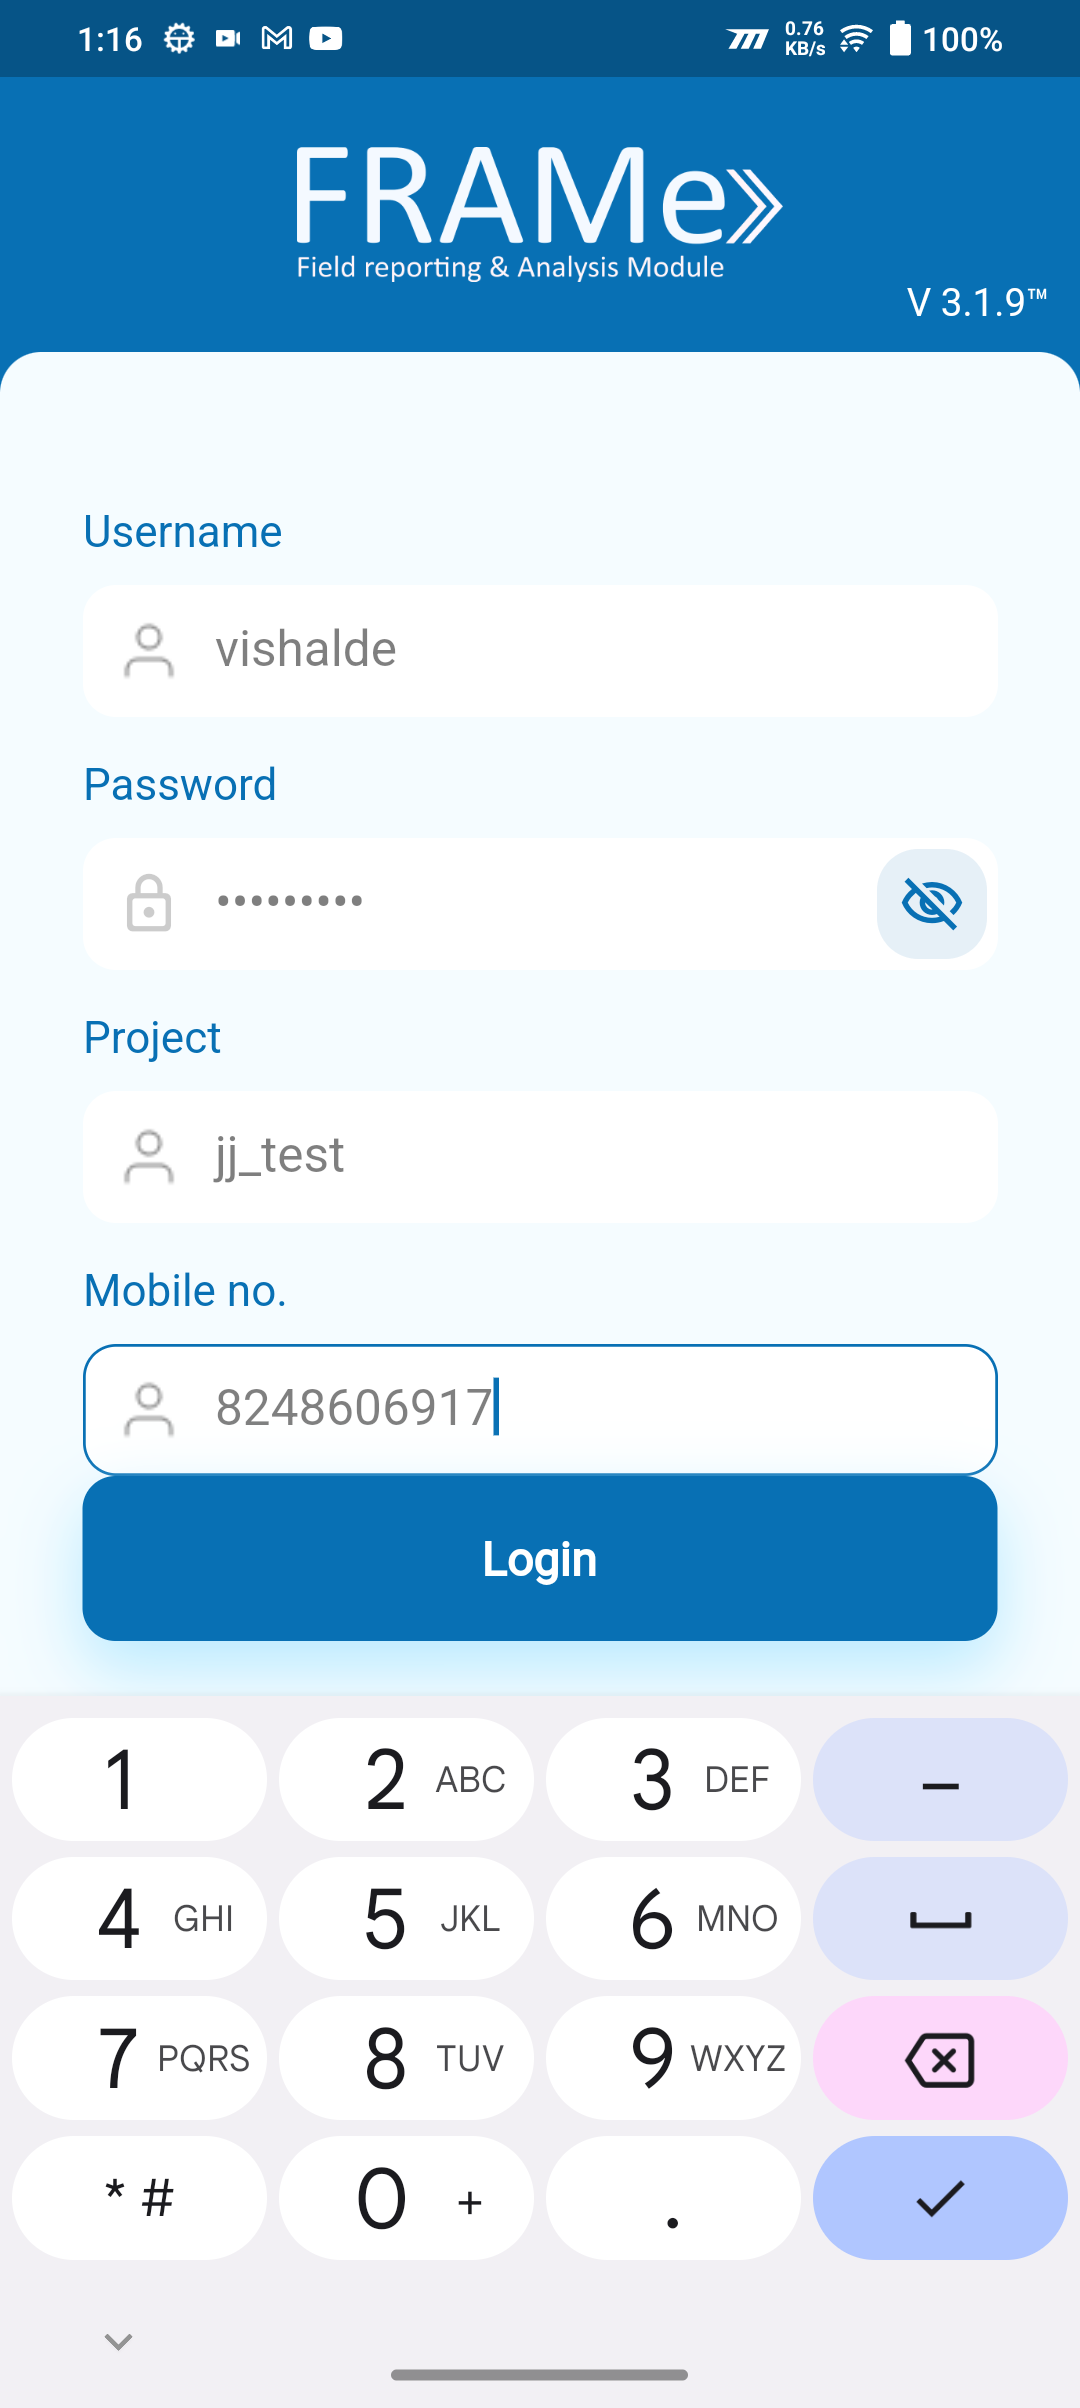 1:16
0.76
KB/s
100%
FRAMe
Field reporting & Analysis Module
V 3.1.9™
Username
vishalde
Password
•••••••••
Project
jj_test
Mobile no.
8248606917
Login
1
2 ABC
3 DEF
–
4 GHI
5 JKL
6 MNO
7 PQRS
8 TUV
9 WXYZ
* #
0 +
.